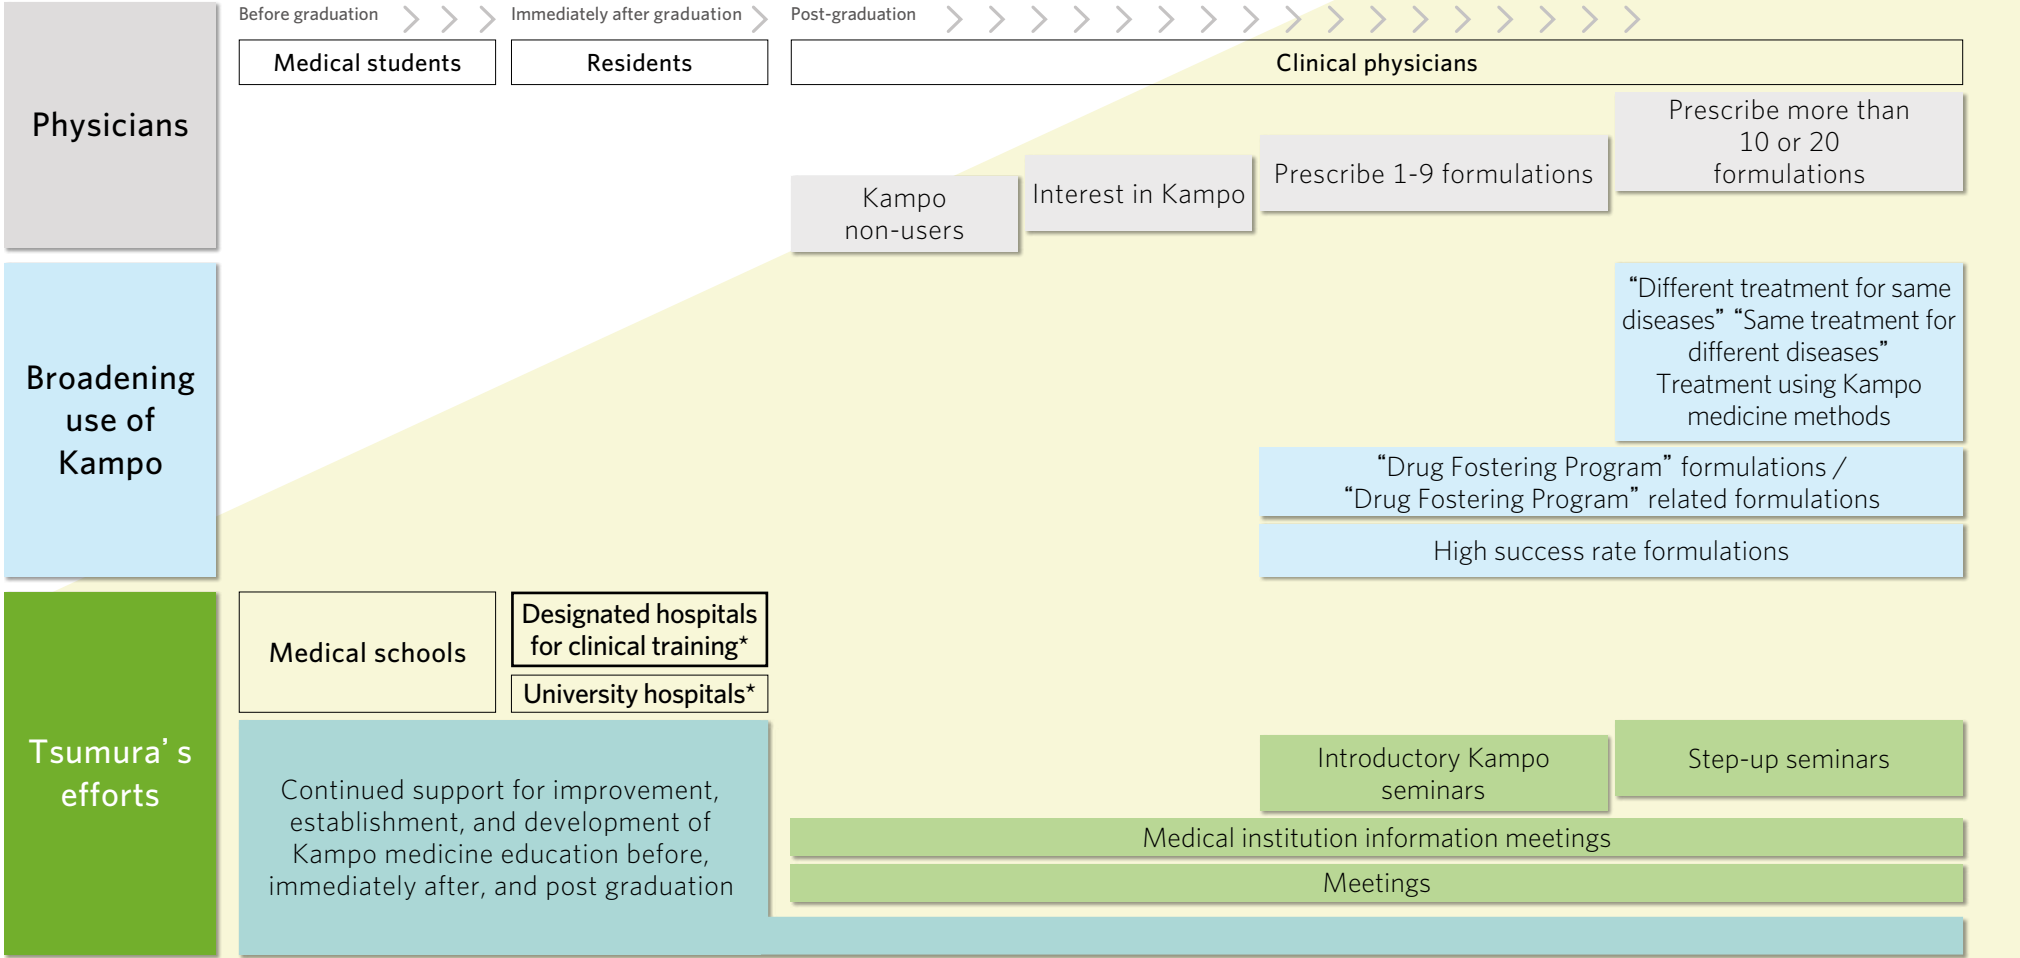 Before graduation
Immediately after graduation
Post-graduation
Medical students
Residents
Clinical physicians
Physicians
Kampo
non-users
Interest in Kampo
Prescribe 1-9 formulations
Prescribe more than
10 or 20
formulations
Broadening
use of
Kampo
“Different treatment for same
diseases” “Same treatment for
different diseases”
Treatment using Kampo
medicine methods
“Drug Fostering Program” formulations /
“Drug Fostering Program” related formulations
High success rate formulations
Tsumura’s
efforts
Medical schools
Designated hospitals
for clinical training*
University hospitals*
Continued support for improvement,
establishment, and development of
Kampo medicine education before,
immediately after, and post graduation
Introductory Kampo
seminars
Step-up seminars
Medical institution information meetings
Meetings